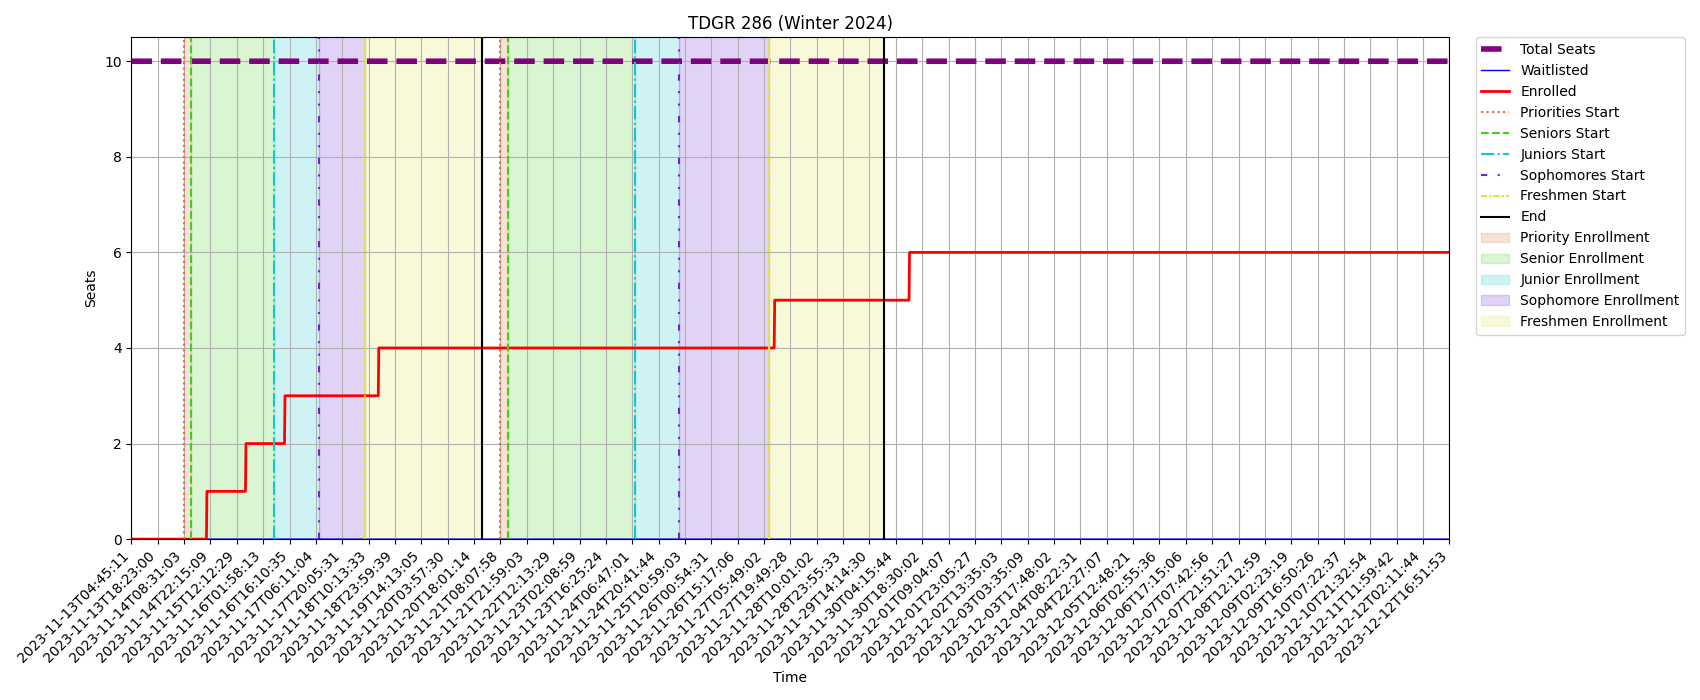 TDGR 286 (Winter 2024)
Seats
10
8
6
4
2
0
Total Seats
Waitlisted
Enrolled
Priorities Start
Seniors Start
Juniors Start
Sophomores Start
Freshmen Start
End
Priority Enrollment
Senior Enrollment
Junior Enrollment
Sophomore Enrollment
Freshmen Enrollment
2023-11-13T04:45:11
2023-11-13T18:23:00
2023-11-14T08:31:03
2023-11-14T22:15:09
2023-11-15T12:12:29
2023-11-16T01:58:13
2023-11-16T16:10:35
2023-11-17T06:11:04
2023-11-17T20:05:31
2023-11-18T10:13:33
2023-11-18T23:59:39
2023-11-19T14:13:05
2023-11-20T03:57:30
2023-11-20T18:01:14
2023-11-21T08:07:58
2023-11-21T21:59:03
2023-11-22T12:13:29
2023-11-23T02:08:59
2023-11-23T16:25:24
2023-11-24T06:47:01
2023-11-24T20:41:44
2023-11-25T10:59:03
2023-11-26T00:54:31
2023-11-26T15:17:06
2023-11-27T05:49:02
2023-11-27T19:49:28
2023-11-28T10:01:02
2023-11-28T23:55:33
2023-11-29T14:14:30
2023-11-30T04:15:44
2023-11-30T18:30:02
2023-12-01T09:04:07
2023-12-01T23:05:27
2023-12-02T13:35:03
2023-12-03T03:35:09
2023-12-03T17:48:02
2023-12-04T08:22:31
2023-12-04T22:27:07
2023-12-05T12:48:21
2023-12-06T02:55:36
2023-12-06T17:15:06
2023-12-07T07:42:56
2023-12-07T21:51:27
2023-12-08T12:12:59
2023-12-09T02:23:19
2023-12-09T16:50:26
2023-12-10T07:22:37
2023-12-10T21:32:54
2023-12-11T11:59:42
2023-12-12T02:11:44
2023-12-12T16:51:53
Time